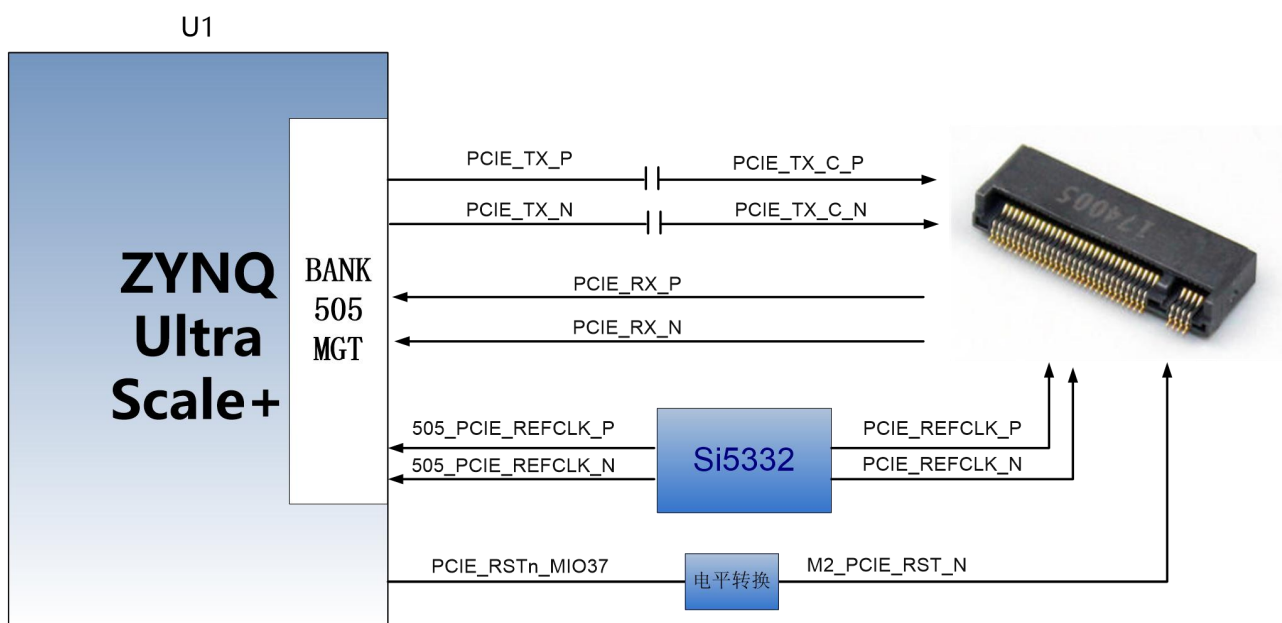 U1
ZYNQ
Ultra
Scale+
BANK
505
MGT
PCIE_TX_P
PCIE_TX_C_P
PCIE_TX_N
PCIE_TX_C_N
PCIE_RX_P
PCIE_RX_N
174005
505_PCIE_REFCLK_P
505_PCIE_REFCLK_N
Si5332
PCIE_REFCLK_P
PCIE_REFCLK_N
PCIE_RSTn_MIO37
电平转换
M2_PCIE_RST_N